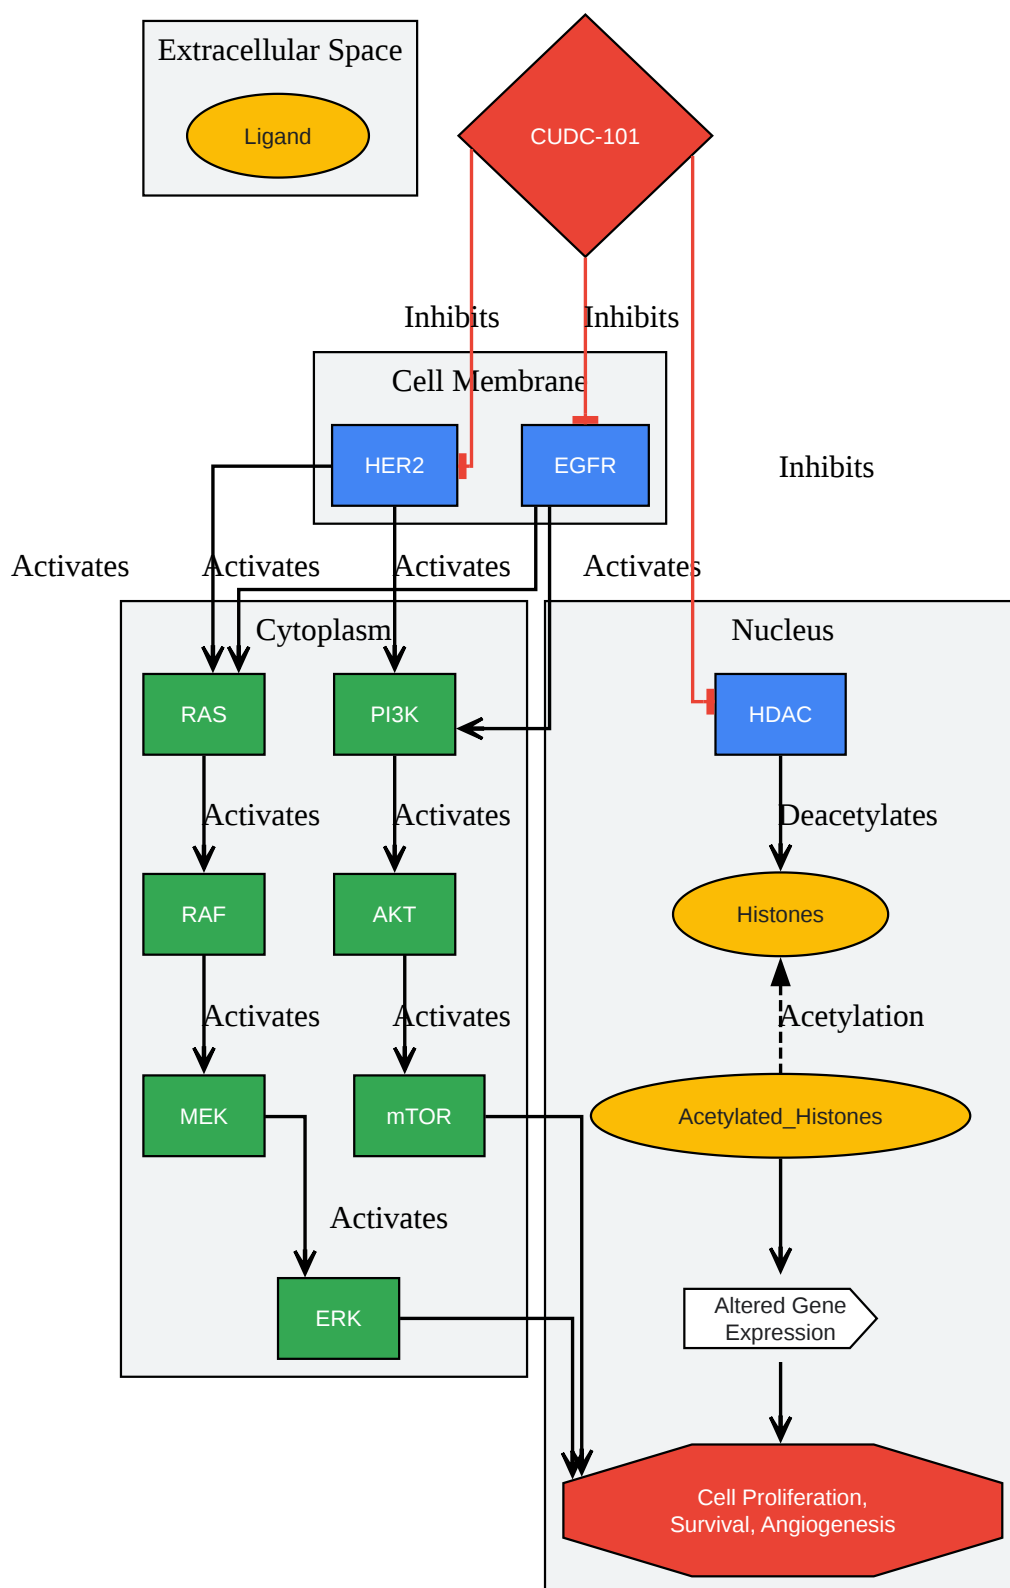 Extracellular Space
Ligand
CUDC-101
Inhibits
Inhibits
Cell Membrane
HER2
EGFR
Inhibits
Activates
Activates
Activates
Activates
Cytoplasm
Nucleus
RAS
PI3K
HDAC
Activates
Activates
Deacetylates
RAF
AKT
Histones
Activates
Activates
Acetylation
MEK
mTOR
Acetylated_Histones
Activates
ERK
Altered Gene
Expression
Cell Proliferation,
Survival, Angiogenesis